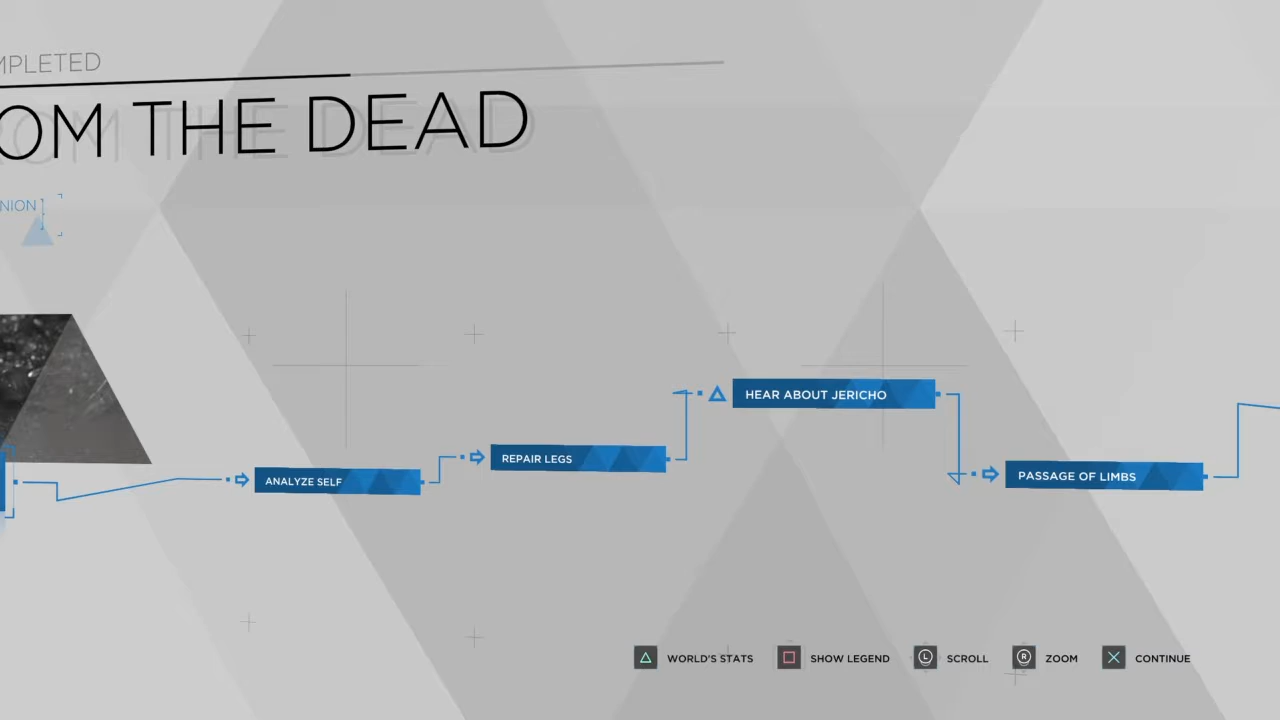 MPLETED
OM THE DEAD
NION
HEAR ABOUT JERICHO
REPAIR LEGS
ANALYZE SELF
PASSAGE OF LIMBS
WORLD'S STATS
SHOW LEGEND
L
SCROLL
R
ZOOM
CONTINUE